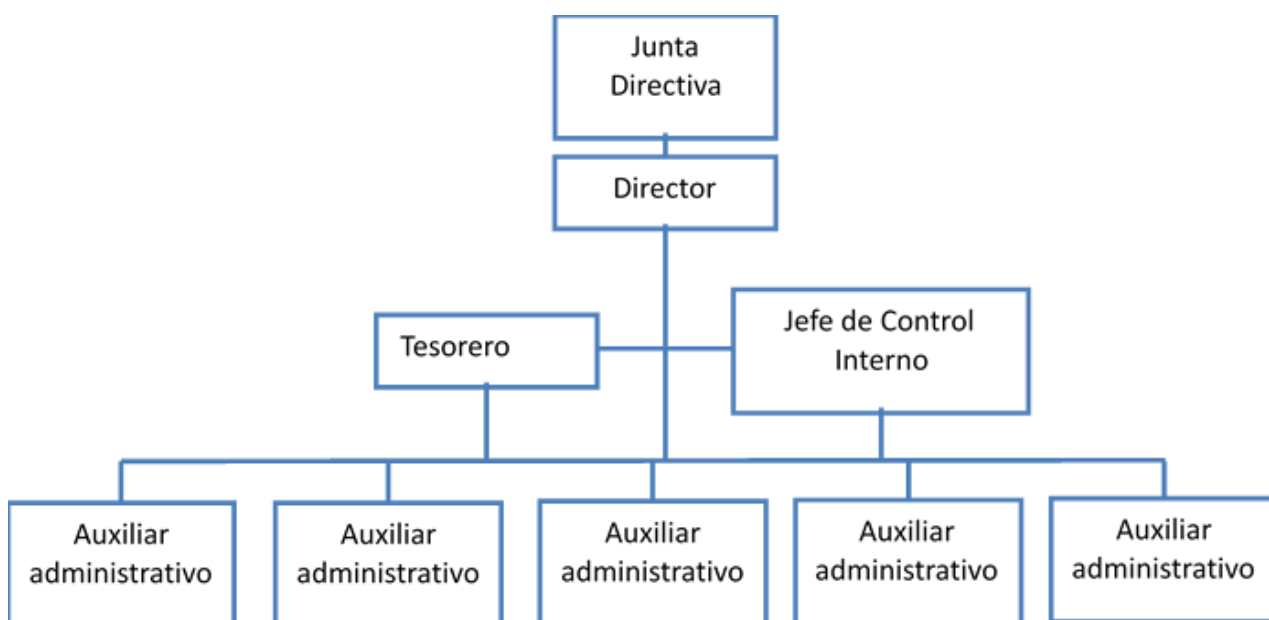 Junta
Directiva
Director
Tesorero
Jefe de Control
Interno
Auxiliar
administrativo
Auxiliar
administrativo
Auxiliar
administrativo
Auxiliar
administrativo
Auxiliar
administrativo